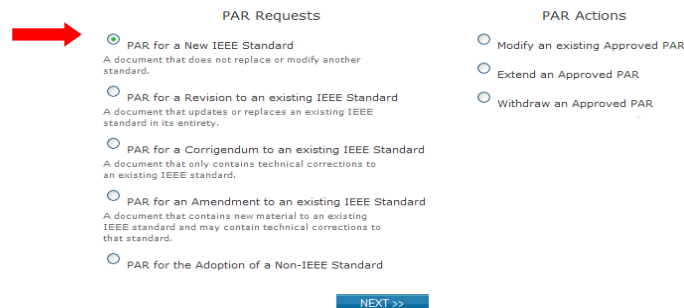 PAR Requests
PAR Actions
PAR for a New IEEE Standard
A document that does not replace or modify another
standard.
PAR for a Revision to an existing IEEE Standard
A document that updates or replaces an existing IEEE
standard in its entirety.
PAR for a Corrigendum to an existing IEEE Standard
A document that only contains technical corrections to
an existing IEEE standard.
PAR for an Amendment to an existing IEEE Standard
A document that contains new material to an existing
IEEE standard and may contain technical corrections to
that standard.
PAR for the Adoption of a Non-IEEE Standard
Modify an existing Approved PAR
Extend an Approved PAR
Withdraw an Approved PAR
NEXT >>